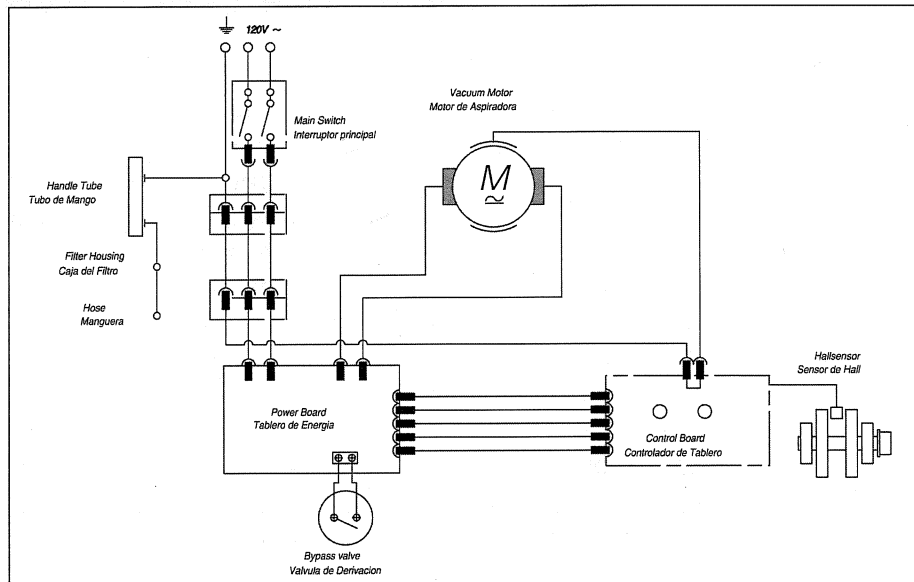 120V ~
Main Switch
Interruptor principal
Vacuum Motor
Motor de Aspiradora
M
Handle Tube
Tubo de Mango
Filter Housing
Caja del Filtro
Hose
Manguera
Hallsensor
Sensor de Hall
Power Board
Tablero de Energia
Control Board
Controlador de Tablero
Bypass valve
Valvula de Derivacion